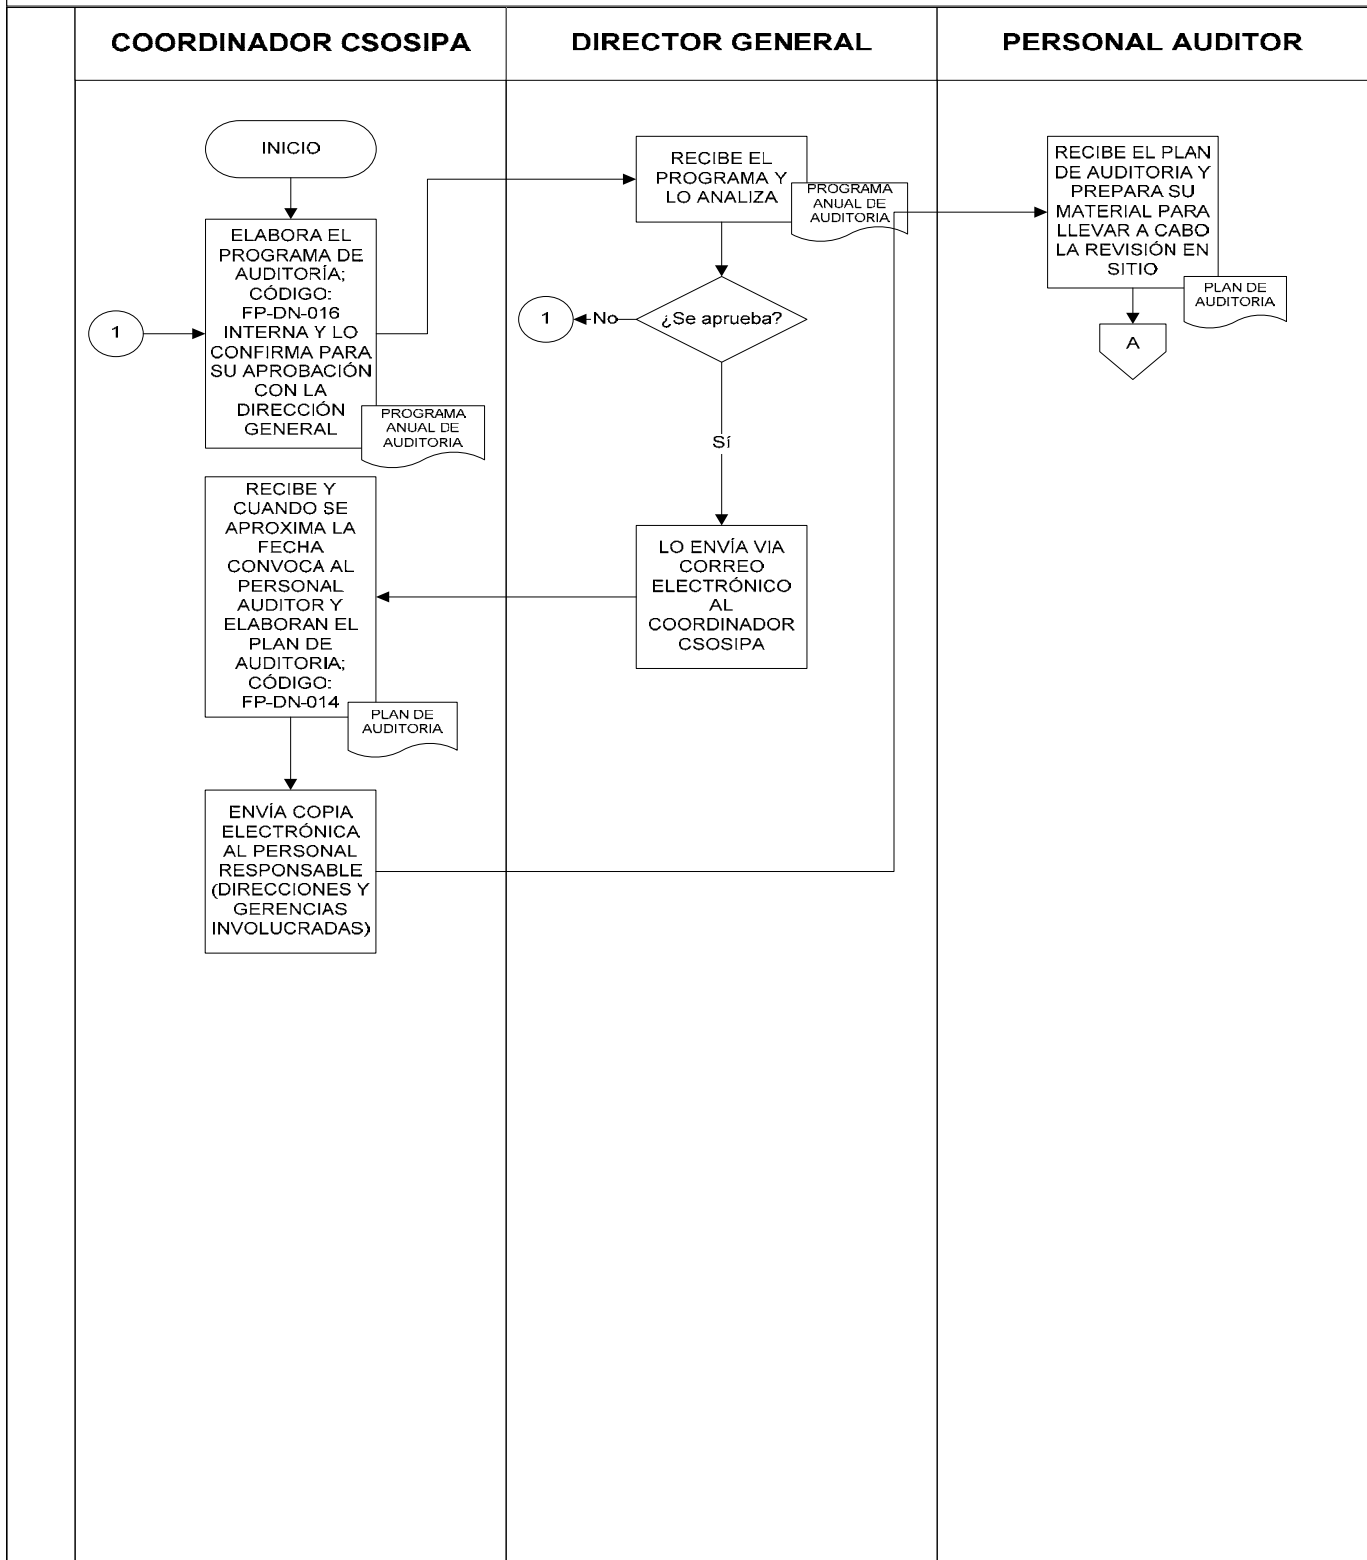 COORDINADOR CSOSIPA
DIRECTOR GENERAL
PERSONAL AUDITOR
INICIO
1
ELABORA EL
PROGRAMA DE
AUDITORÍA;
CÓDIGO:
FP-DN-016
INTERNA Y LO
CONFIRMA PARA
SU APROBACIÓN
CON LA
DIRECCIÓN
GENERAL
PROGRAMA
ANUAL DE
AUDITORIA
RECIBE Y
CUANDO SE
APROXIMA LA
FECHA
CONVOCA AL
PERSONAL
AUDITOR Y
ELABORAN EL
PLAN DE
AUDITORIA;
CÓDIGO:
FP-DN-014
PLAN DE
AUDITORIA
ENVÍA COPIA
ELECTRÓNICA
AL PERSONAL
RESPONSABLE
(DIRECCIONES Y
GERENCIAS
INVOLUCRADAS)
RECIBE EL
PROGRAMA Y
LO ANALIZA
PROGRAMA
ANUAL DE
AUDITORIA
¿Se aprueba?
No
1
Sí
LO ENVÍA VIA
CORREO
ELECTRÓNICO
AL
COORDINADOR
CSOSIPA
RECIBE EL PLAN
DE AUDITORIA Y
PREPARA SU
MATERIAL PARA
LLEVAR A CABO
LA REVISIÓN EN
SITIO
PLAN DE
AUDITORIA
A